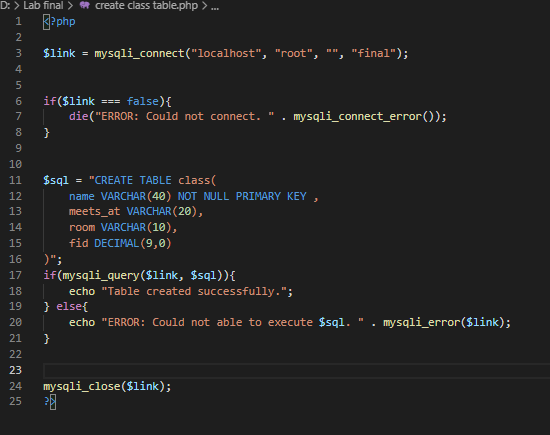 D: > Lab final > create class table.php > ...
1 <?php
2
3 $link = mysqli_connect("localhost", "root", "", "final");
4
5
6 if($link === false){
7 die("ERROR: Could not connect. " . mysqli_connect_error());
8 }
9
10
11 $sql = "CREATE TABLE class(
12 name VARCHAR(40) NOT NULL PRIMARY KEY ,
13 meets_at VARCHAR(20),
14 room VARCHAR(10),
15 fid DECIMAL(9,0)
16 )";
17 if(mysqli_query($link, $sql)){
18 echo "Table created successfully.";
19 } else{
20 echo "ERROR: Could not able to execute $sql. " . mysqli_error($link);
21 }
22
23
24 mysqli_close($link);
25 ?>